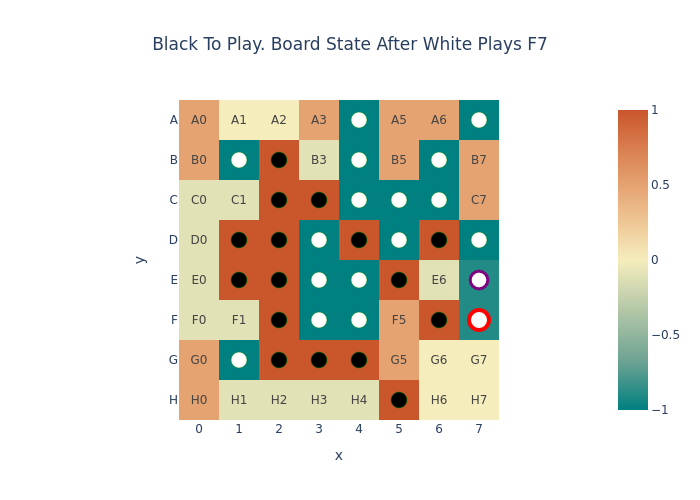 Black To Play. Board State After White Plays F7
A A0 A1 A2 A3 A5 A6 1
B B0 B3 B5 B7
C C0 C1 C7 0.5
D D0
y E E0 E6 0
F F0 F1 F5 −0.5
G G0 G5 G6 G7
H H0 H1 H2 H3 H4 H6 H7 −1
0 1 2 3 4 5 6 7
x